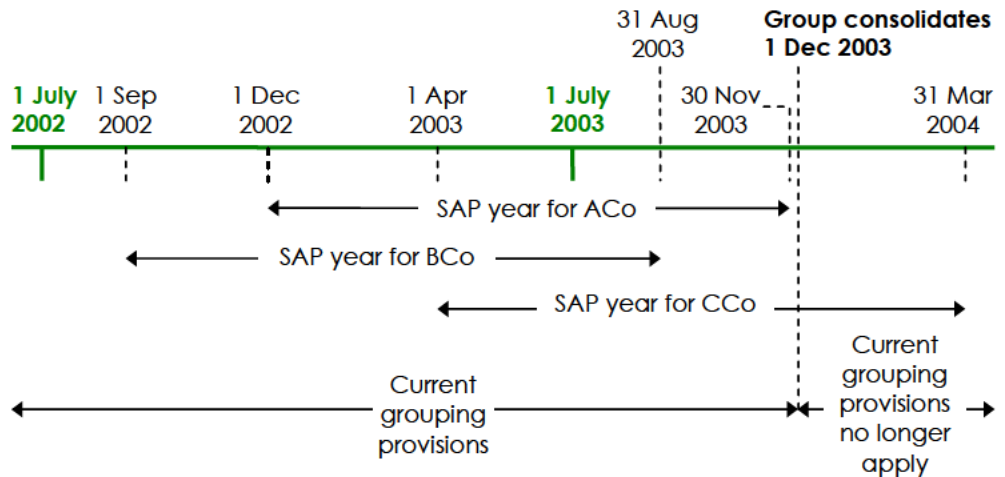 31 Aug
2003
Group consolidates
1 Dec 2003
1 July
2002
1 Sep
2002
1 Dec
2002
1 Apr
2003
1 July
2003
30 Nov
2003
31 Mar
2004
SAP year for ACo
SAP year for BCo
SAP year for CCo
Current
grouping
provisions
Current
grouping
provisions
no longer
apply